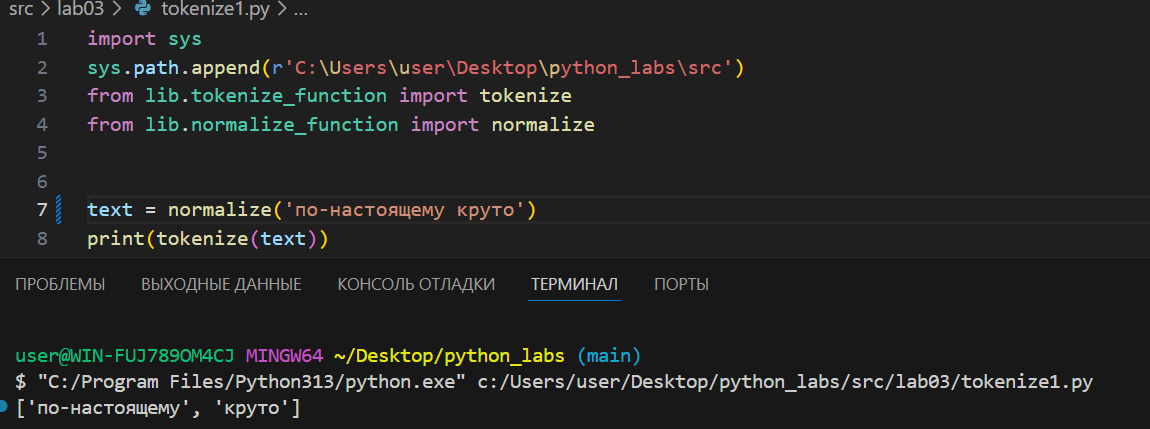 src > lab03 > tokenize1.py > ...
1 import sys
2 sys.path.append(r'C:\Users\user\Desktop\python_labs\src')
3 from lib.tokenize_function import tokenize
4 from lib.normalize_function import normalize
5
6
7 text = normalize('по-настоящему круто')
8 print(tokenize(text))
ПРОБЛЕМЫ ВЫХОДНЫЕ ДАННЫЕ КОНСОЛЬ ОТЛАДКИ ТЕРМИНАЛ ПОРТЫ
user@WIN-FUJ789OM4CJ MINGW64 ~/Desktop/python_labs (main)
$ "C:/Program Files/Python313/python.exe" c:/Users/user/Desktop/python_labs/src/lab03/tokenize1.py
['по-настоящему', 'круто']